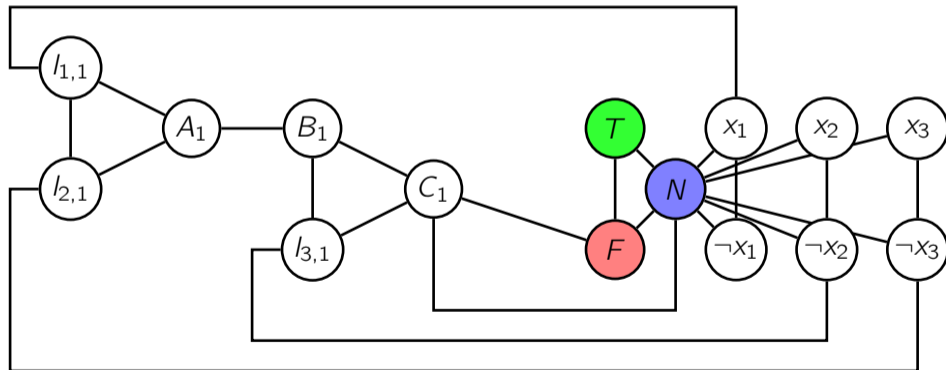 l₁,₁
A₁ B₁ T x₁ x₂ x₃
l₂,₁ C₁ N
l₃,₁ F ¬x₁ ¬x₂ ¬x₃